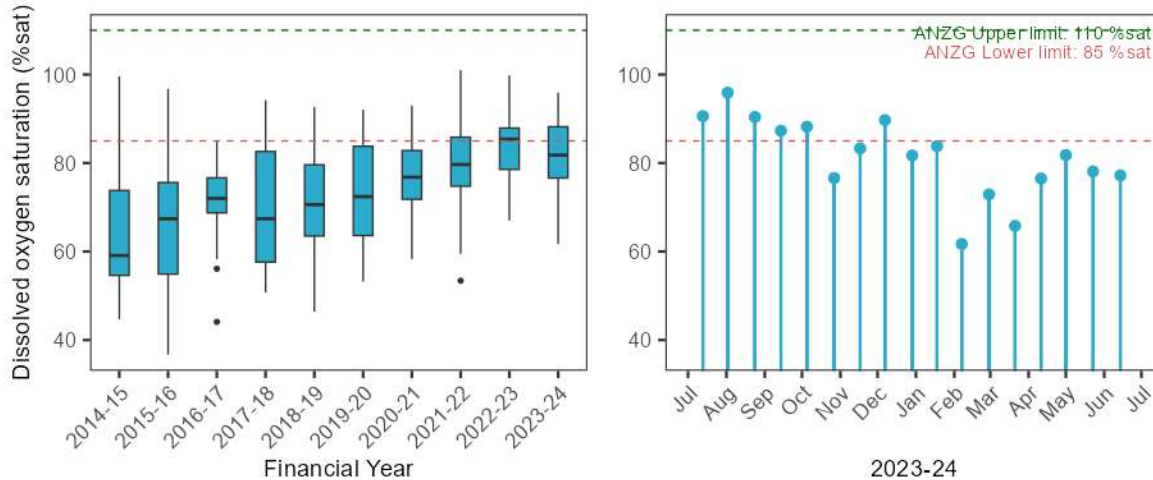 Dissolved oxygen saturation (%sat)
100
80
60
40
2014-15
2015-16
2016-17
2017-18
2018-19
2019-20
2020-21
2021-22
2022-23
2023-24
Financial Year
ANZG Upper limit: 110 %sat
ANZG Lower limit: 85 %sat
100
80
60
40
Jul
Aug
Sep
Oct
Nov
Dec
Jan
Feb
Mar
Apr
May
Jun
Jul
2023-24